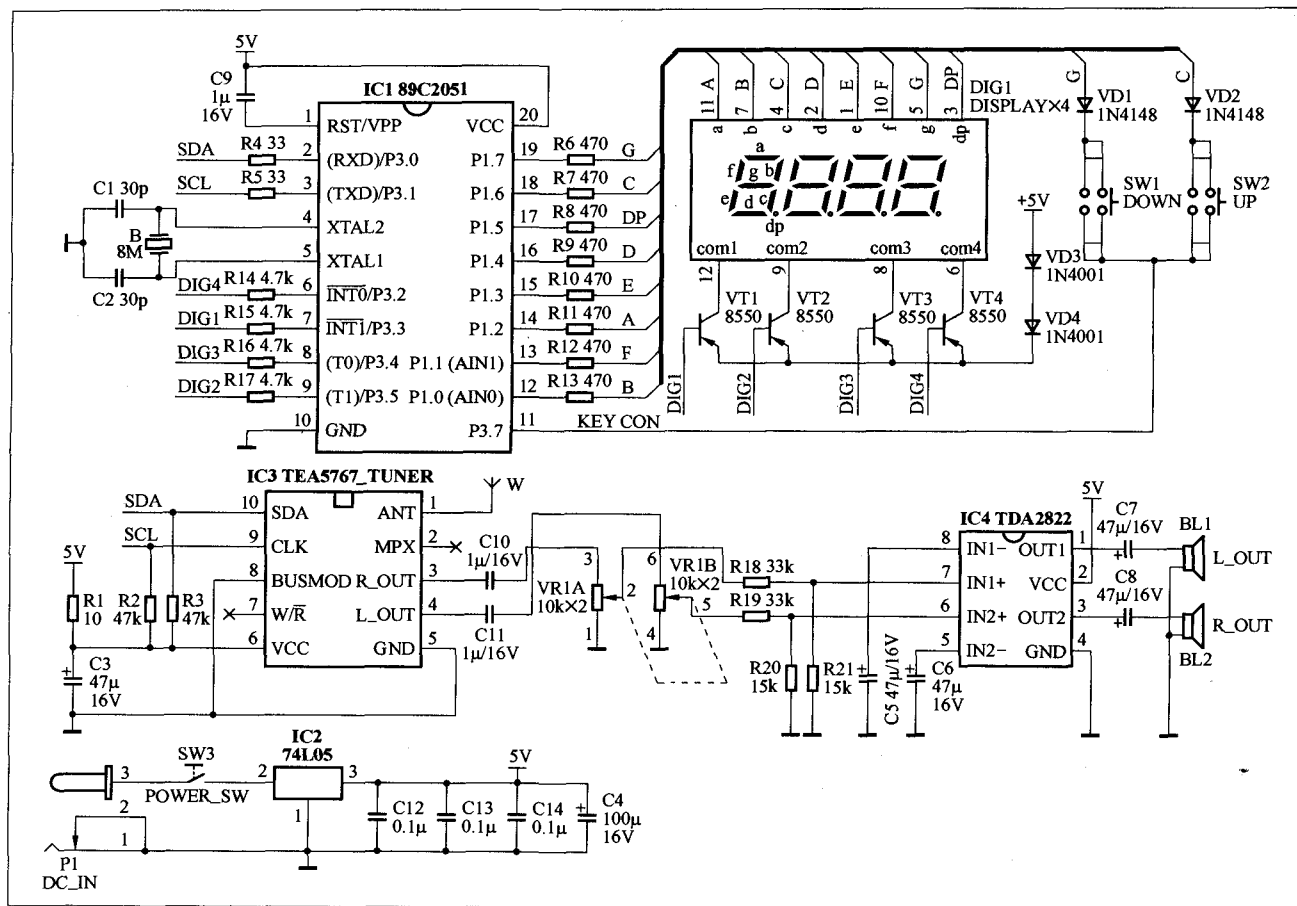 5V
C9
1μ
16V
IC1 89C2051
1 RST/VPP VCC 20
SDA R4 33 2 (RXD)/P3.0 P1.7 19 R6 470 G
SCL R5 33 3 (TXD)/P3.1 P1.6 18 R7 470 C
C1 30p
4 XTAL2 P1.5 17 R8 470 DP
B
8M
5 XTAL1 P1.4 16 R9 470 D
C2 30p
DIG4 R14 4.7k 6 INT0/P3.2 P1.3 15 R10 470 E
DIG1 R15 4.7k 7 INT1/P3.3 P1.2 14 R11 470 A
DIG3 R16 4.7k 8 (T0)/P3.4 P1.1 (AIN1) 13 R12 470 F
DIG2 R17 4.7k 9 (T1)/P3.5 P1.0 (AIN0) 12 R13 470 B
10 GND P3.7 11 KEY CON
11 A
7 B
4 C
2 D
1 E
10 F
5 G
3 DP
DIG1
DISPLAY×4
a b c d e f g dp
a
f g b
e d c
dp
com1 com2 com3 com4
12 9 8 6
VT1
8550
VT2
8550
VT3
8550
VT4
8550
DIG1 DIG2 DIG3 DIG4
G
VD1
1N4148
C
VD2
1N4148
SW1
DOWN
SW2
UP
+5V
VD3
1N4001
VD4
1N4001
IC3 TEA5767_TUNER
SDA 10 SDA ANT 1 W
SCL 9 CLK MPX 2
8 BUSMOD R_OUT 3
7 W/R L_OUT 4
6 VCC GND 5
5V
R1
10
R2
47k
R3
47k
C3
47μ
16V
C10
1μ/16V
C11
1μ/16V
3
VR1A
10k×2
2
1
6
VR1B
10k×2
5
4
R18 33k
R19 33k
R20
15k
R21
15k
C5 47μ/16V
C6
47μ
16V
IC4 TDA2822
8 IN1− OUT1 1
7 IN1+ VCC 2
6 IN2+ OUT2 3
5 IN2− GND 4
5V
C7
47μ/16V
C8
47μ/16V
BL1
L_OUT
R_OUT
BL2
SW3
POWER_SW
3
2
1
P1
DC_IN
IC2
74L05
2 3
1
5V
C12
0.1μ
C13
0.1μ
C14
0.1μ
C4
100μ
16V